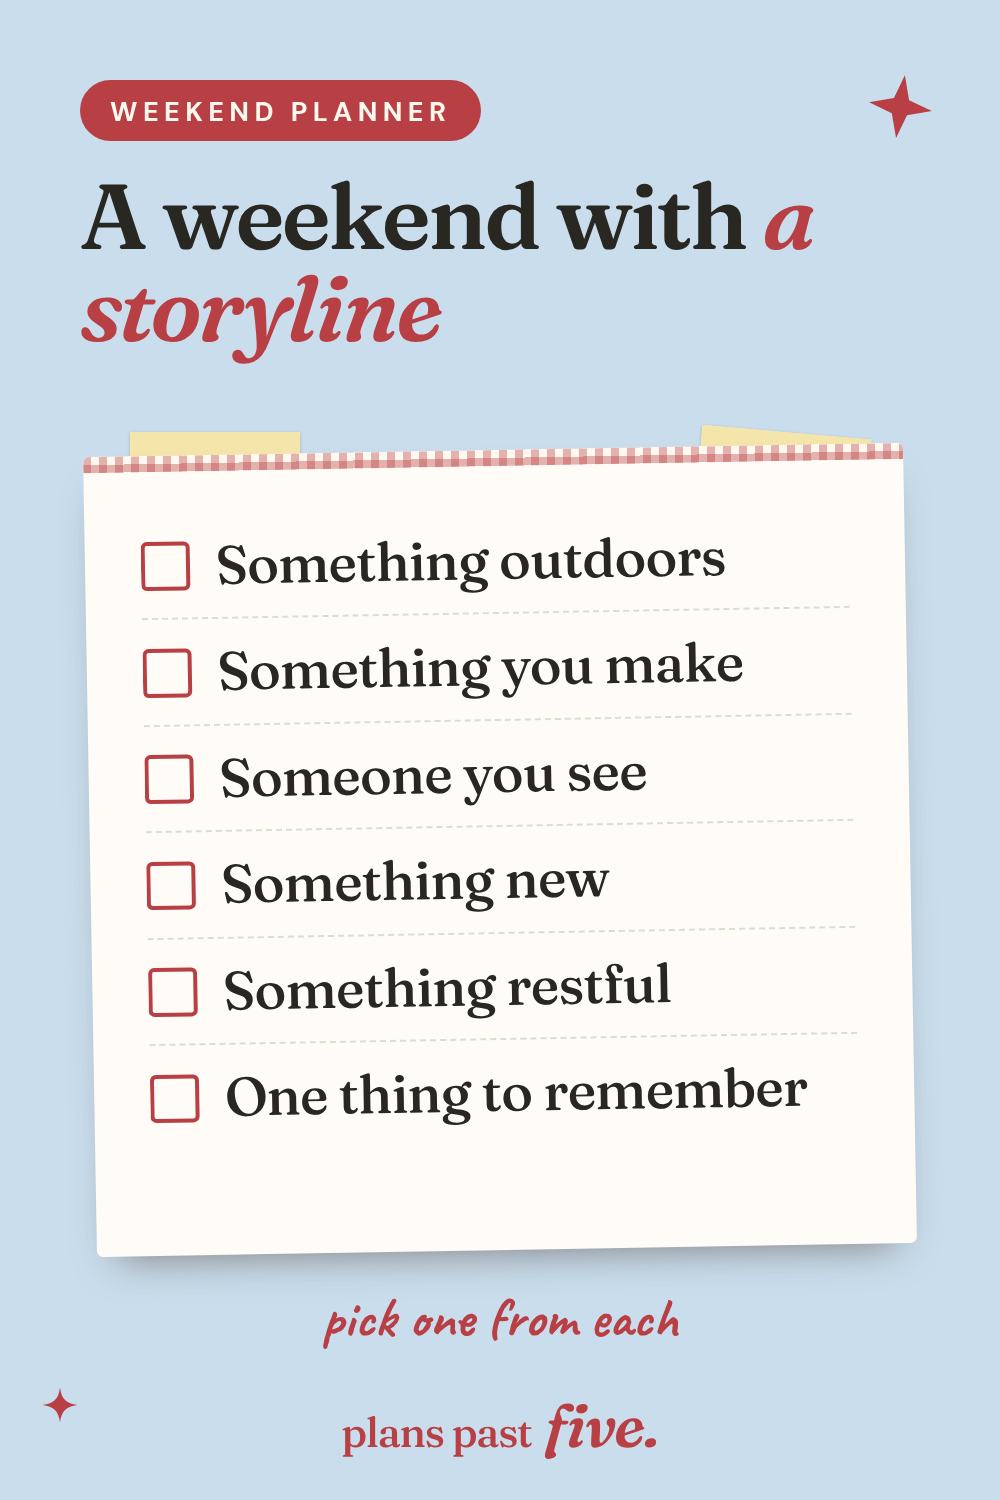 WEEKEND PLANNER
A weekend with a
storyline
Something outdoors
Something you make
Someone you see
Something new
Something restful
One thing to remember
pick one from each
plans past five.